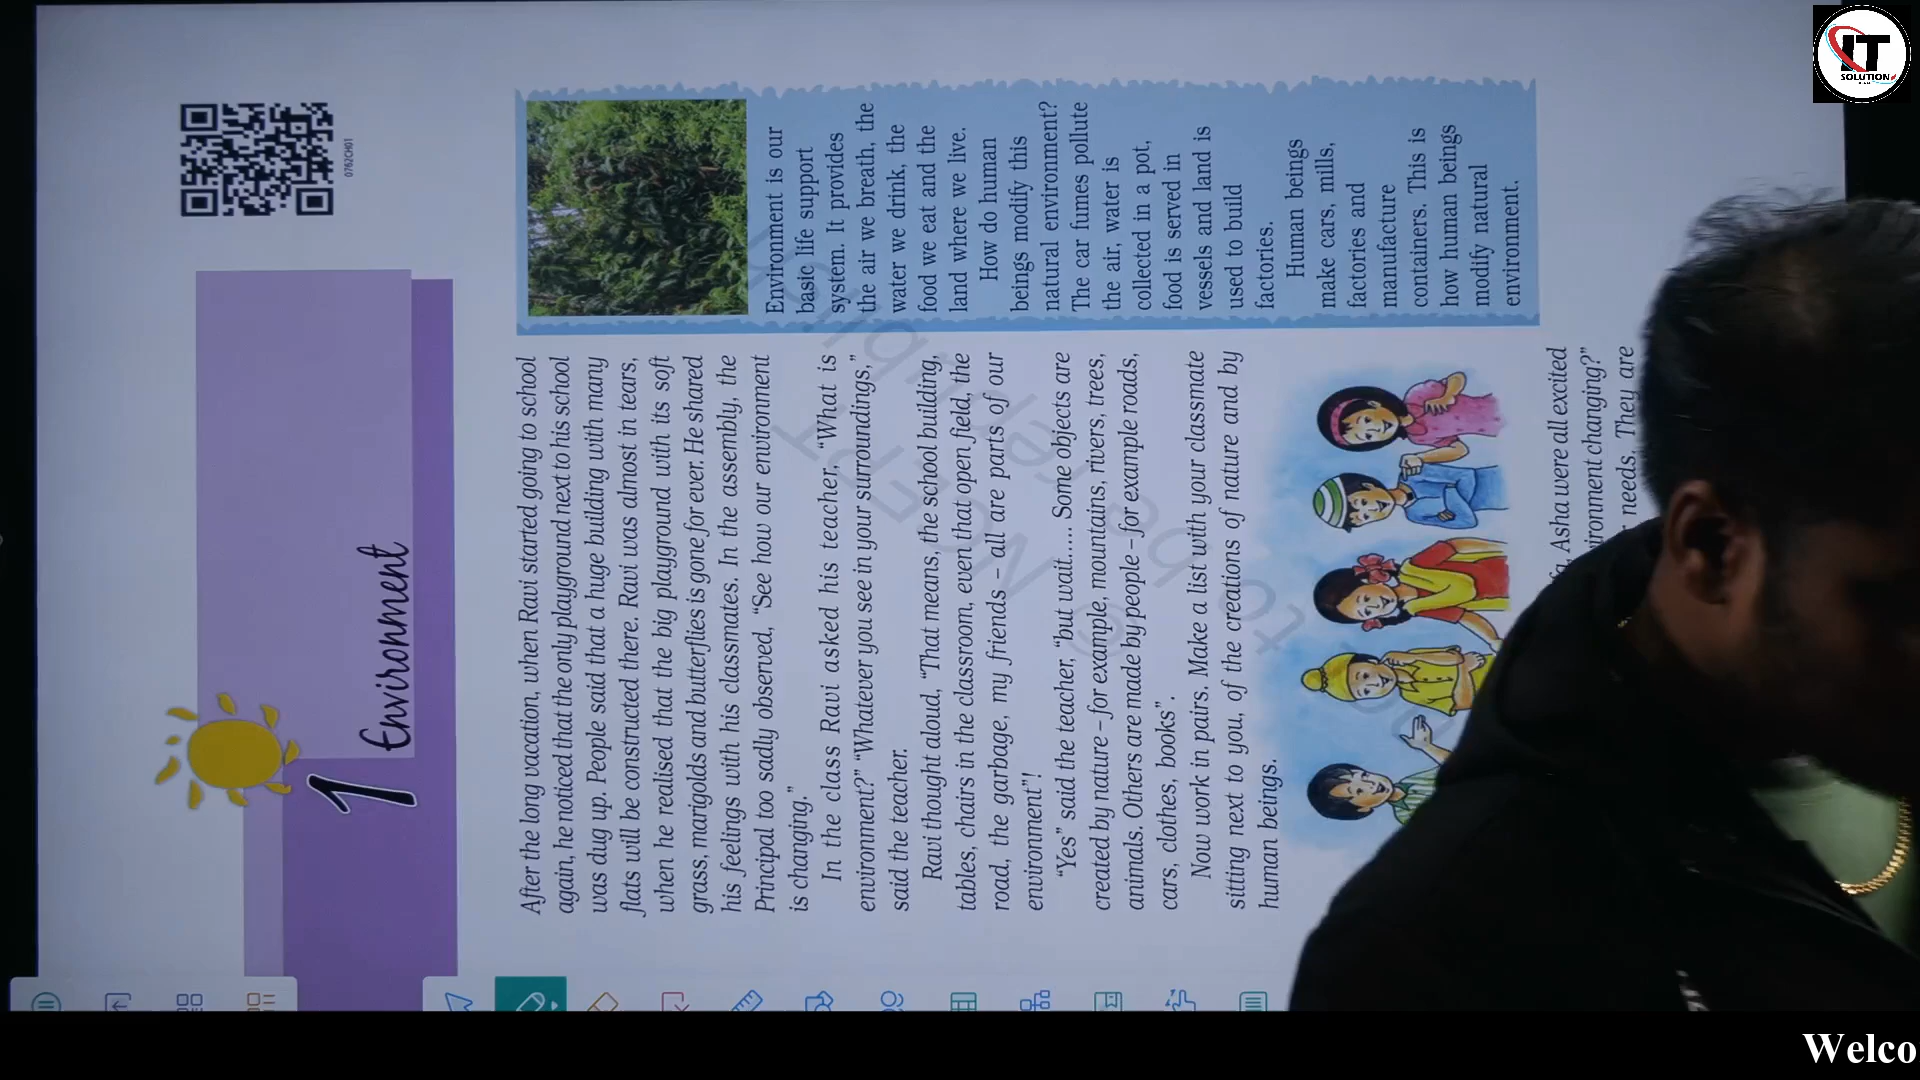 0762CH01
1
Environment
After the long vacation, when Ravi started going to school
again, he noticed that the only playground next to his school
was dug up. People said that a huge building with many
flats will be constructed there. Ravi was almost in tears,
when he realised that the big playground with its soft
grass, marigolds and butterflies is gone for ever. He shared
his feelings with his classmates. In the assembly, the
Principal too sadly observed, “See how our environment
is changing.”
In the class Ravi asked his teacher, “What is
environment?” “Whatever you see in your surroundings,”
said the teacher.
Ravi thought aloud, “That means, the school building,
tables, chairs in the classroom, even that open field, the
road, the garbage, my friends – all are parts of our
environment”!
“Yes” said the teacher, “but wait..... Some objects are
created by nature – for example, mountains, rivers, trees,
animals. Others are made by people – for example roads,
cars, clothes, books”.
Now work in pairs. Make a list with your classmate
sitting next to you, of the creations of nature and by
human beings.
Asha were all excited
ironment changing?”
needs. They are
Environment is our
basic life support
system. It provides
the air we breath, the
water we drink, the
food we eat and the
land where we live.
How do human
beings modify this
natural environment?
The car fumes pollute
the air, water is
collected in a pot,
food is served in
vessels and land is
used to build
factories.
Human beings
make cars, mills,
factories and
manufacture
containers. This is
how human beings
modify natural
environment.
© NCERT
not to be republish
IT
SOLUTION
Welco